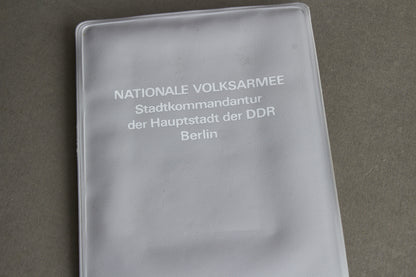 NATIONALE VOLKSARMEE
Stadtkommandantur
der Hauptstadt der DDR
Berlin